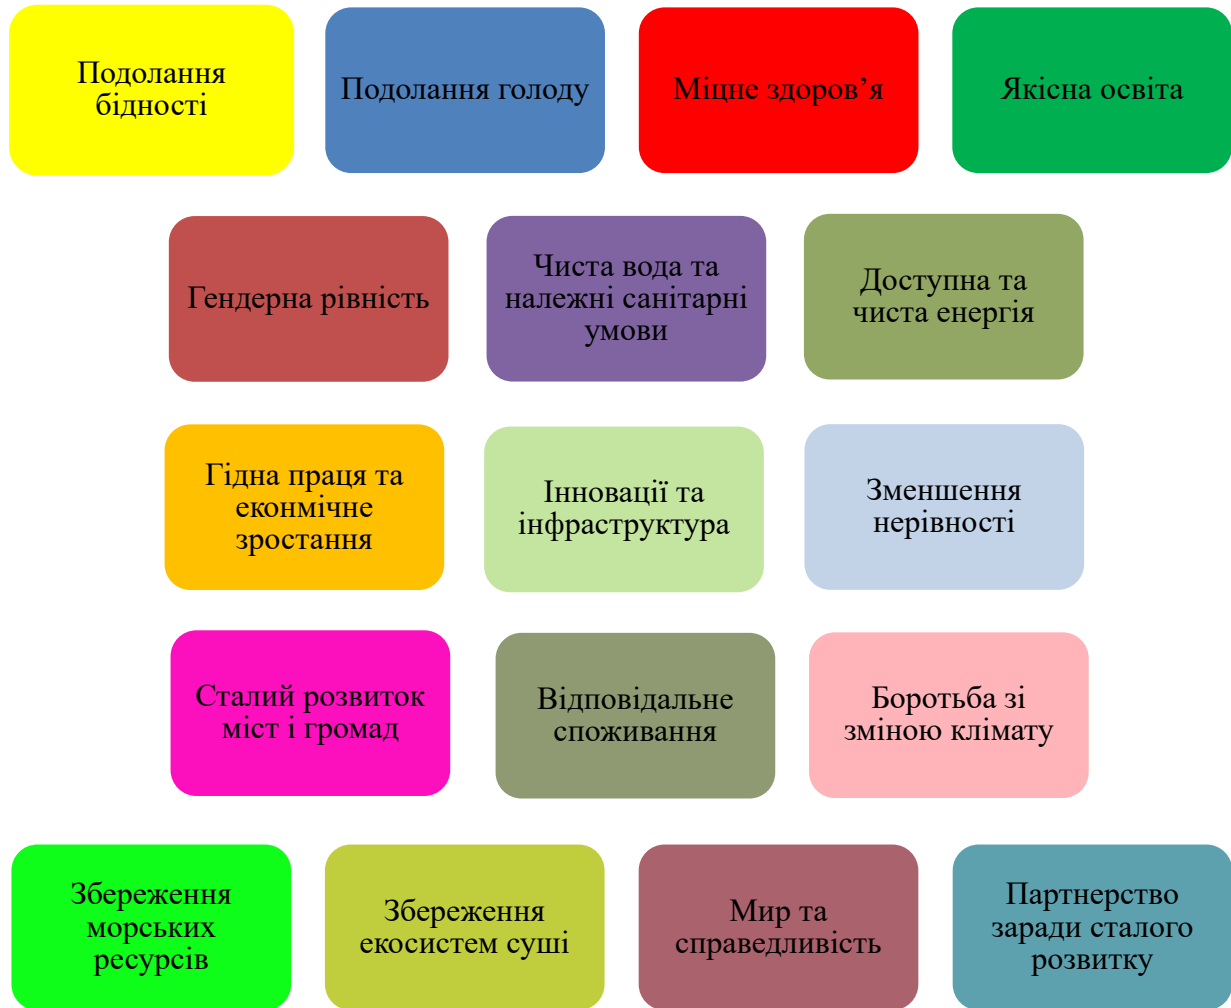 Подолання
бідності
Подолання голоду
Міцне здоров’я
Якісна освіта
Гендерна рівність
Чиста вода та
належні санітарні
умови
Доступна та
чиста енергія
Гідна праця та
еконмічне
зростання
Інновації та
інфраструктура
Зменшення
нерівності
Сталий розвиток
міст і громад
Відповідальне
споживання
Боротьба зі
зміною клімату
Збереження
морських
ресурсів
Збереження
екосистем суші
Мир та
справедливість
Партнерство
заради сталого
розвитку